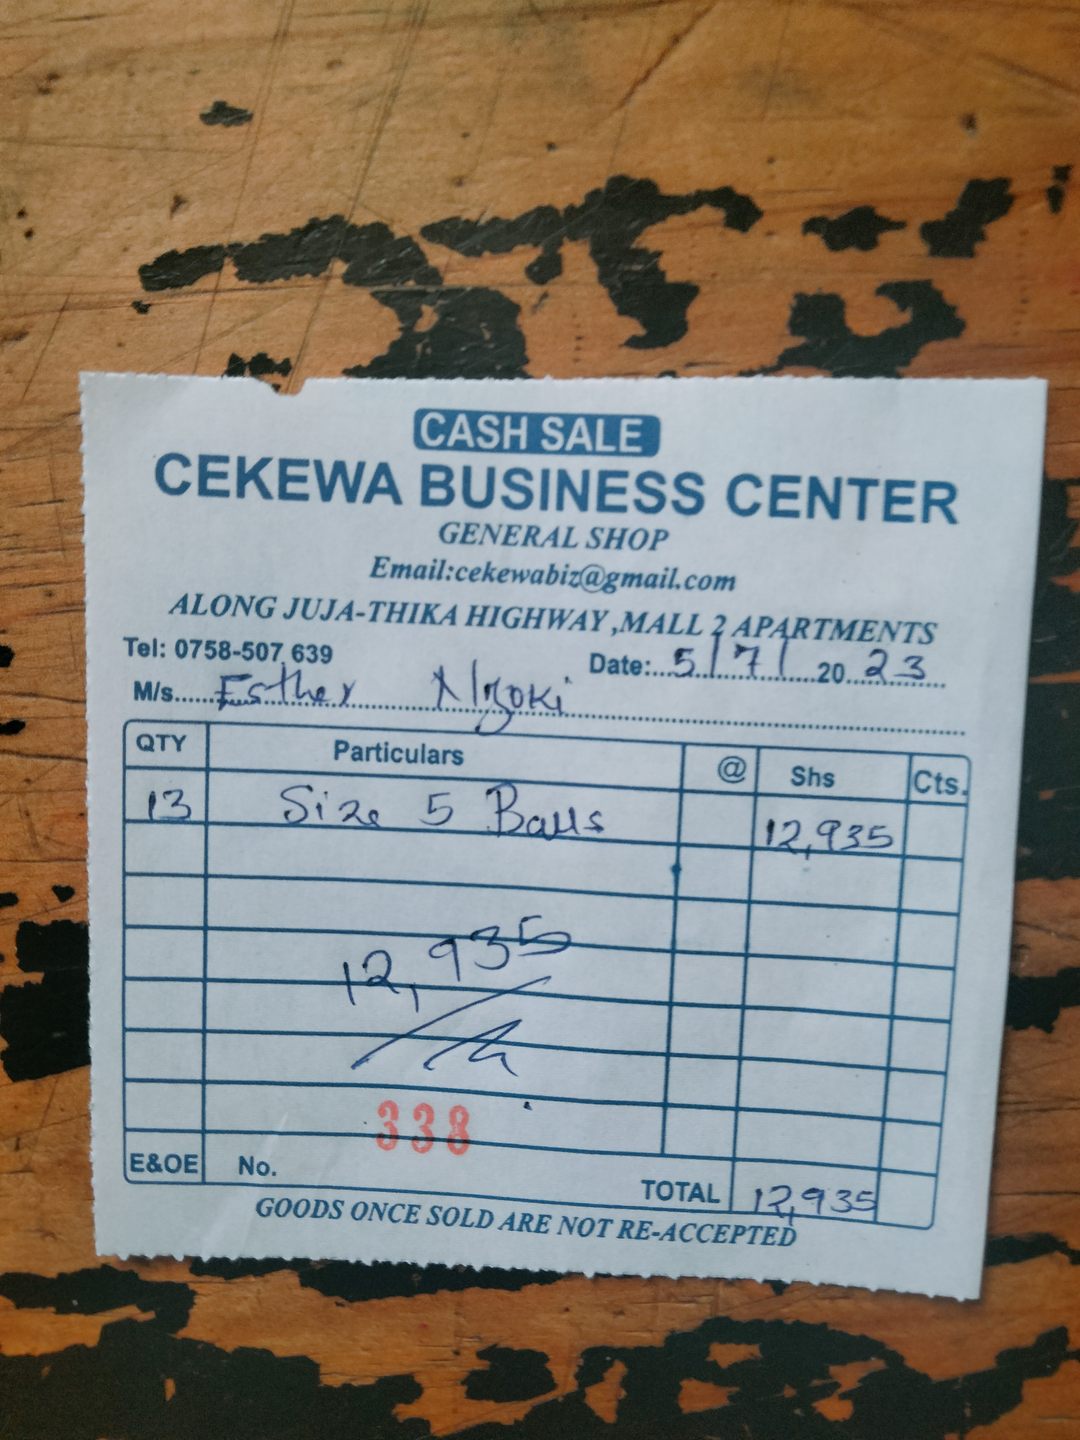 CASH SALE
CEKEWA BUSINESS CENTER
GENERAL SHOP
Email:cekewabiz@gmail.com
ALONG JUJA-THIKA HIGHWAY ,MALL 2 APARTMENTS
Tel: 0758-507 639
Date:...5/7/...2023
M/s.....Esther Nzoki
QTY Particulars @ Shs Cts.
13 Size 5 Balls 12,935
12,935
338
E&OE No. TOTAL 12,935
GOODS ONCE SOLD ARE NOT RE-ACCEPTED